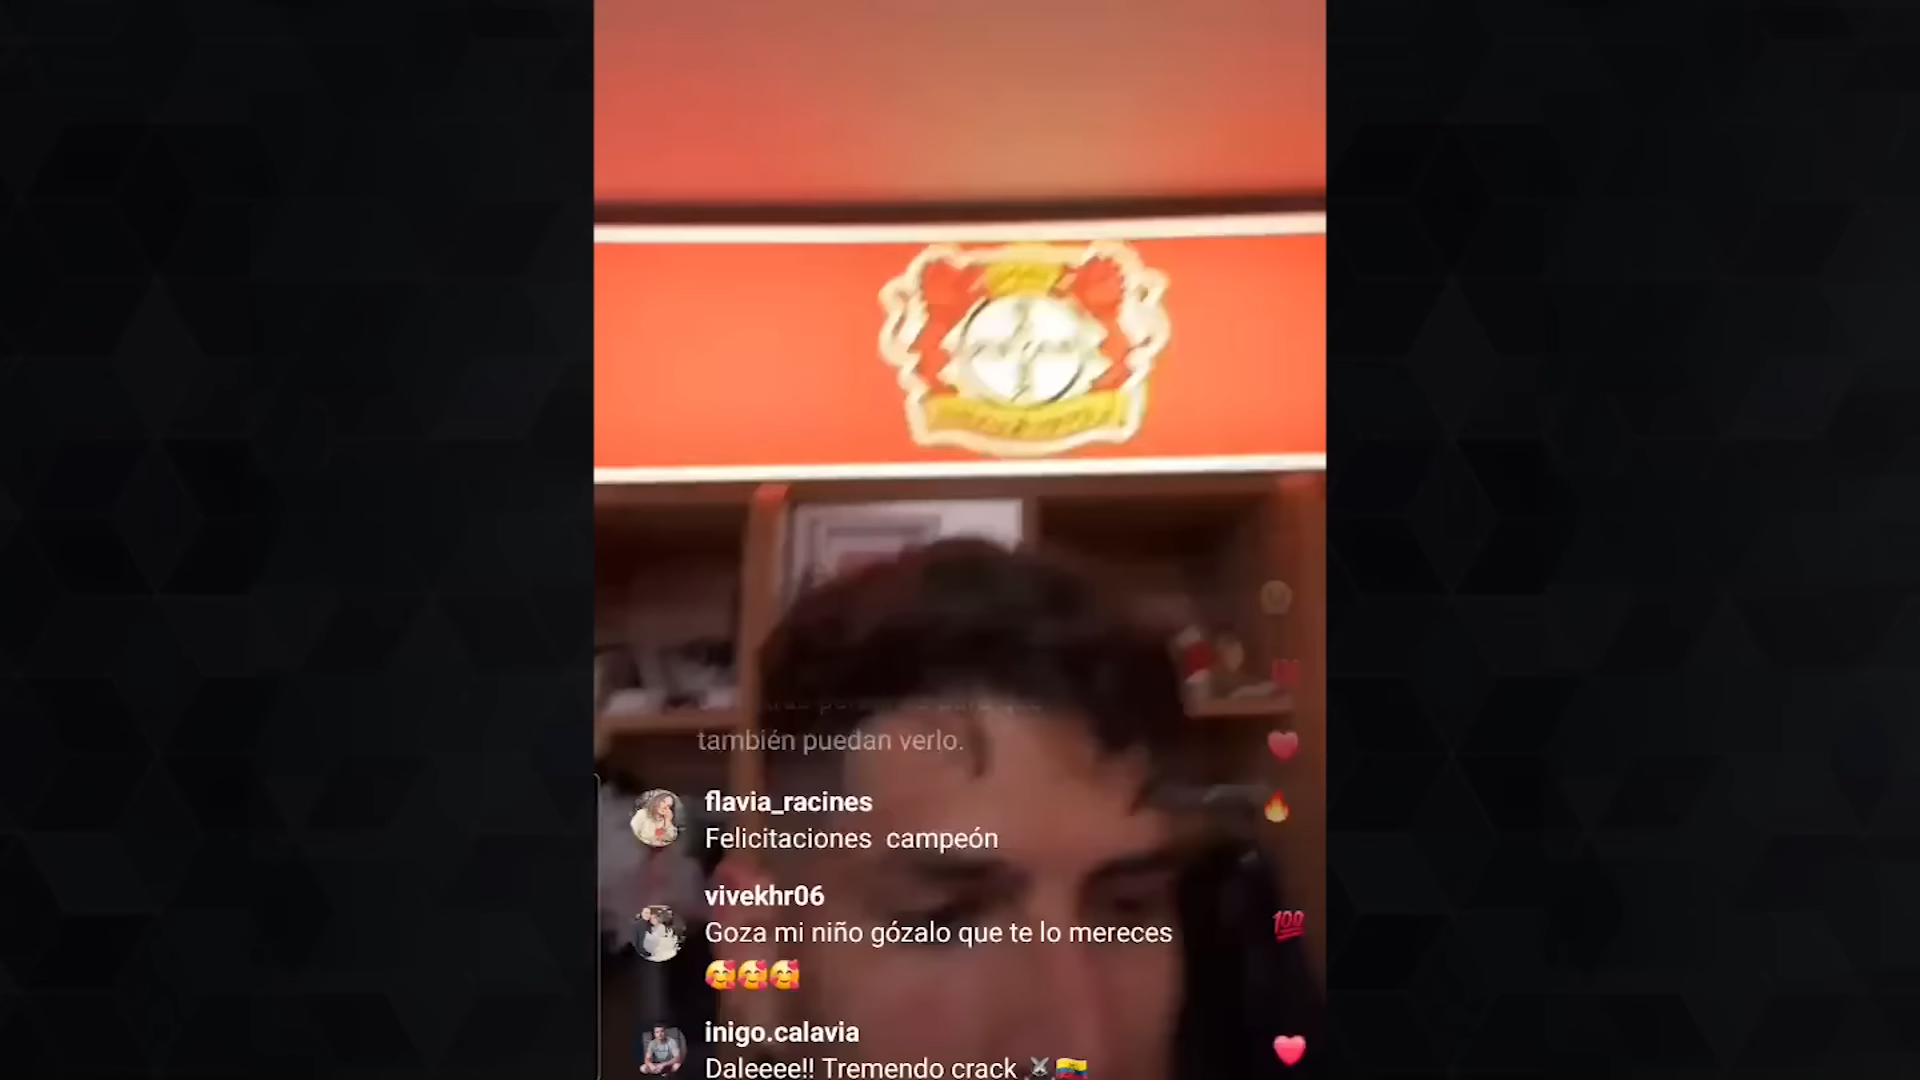 también puedan verlo.
flavia_racines
Felicitaciones campeón
vivekhr06
Goza mi niño gózalo que te lo mereces
🥰🥰🥰
inigo.calavia
Daleeee!! Tremendo crack ⚔️🇪🇨
💯